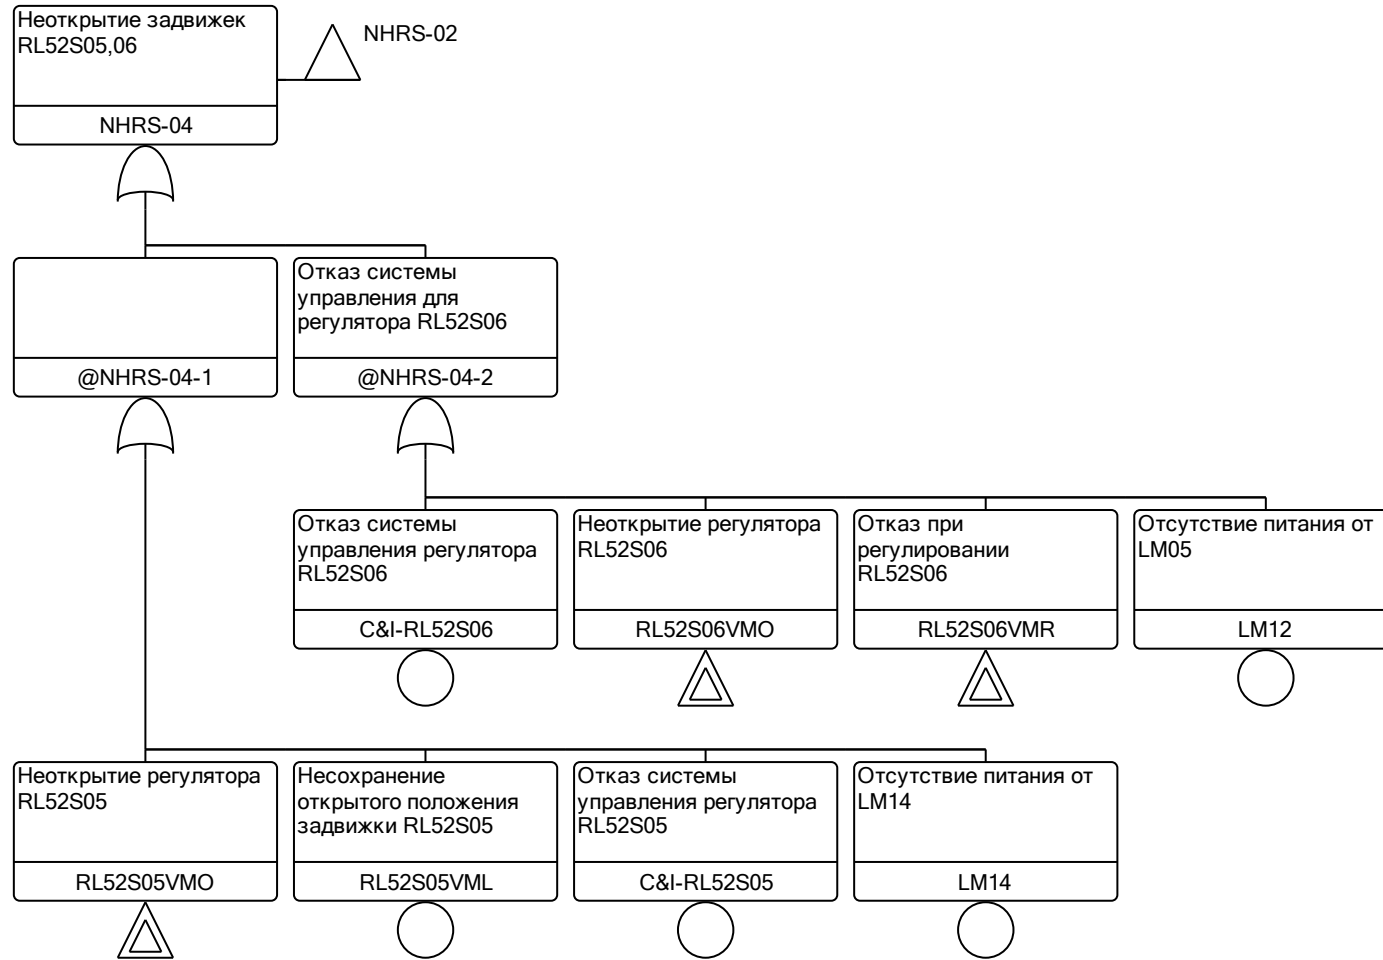 Неоткрытие задвижек
RL52S05,06
NHRS-04
NHRS-02
@NHRS-04-1
Отказ системы
управления для
регулятора RL52S06
@NHRS-04-2
Отказ системы
управления регулятора
RL52S06
C&I-RL52S06
Неоткрытие регулятора
RL52S06
RL52S06VMO
Отказ при
регулировании
RL52S06
RL52S06VMR
Отсутствие питания от
LM05
LM12
Неоткрытие регулятора
RL52S05
RL52S05VMO
Несохранение
открытого положения
задвижки RL52S05
RL52S05VML
Отказ системы
управления регулятора
RL52S05
C&I-RL52S05
Отсутствие питания от
LM14
LM14